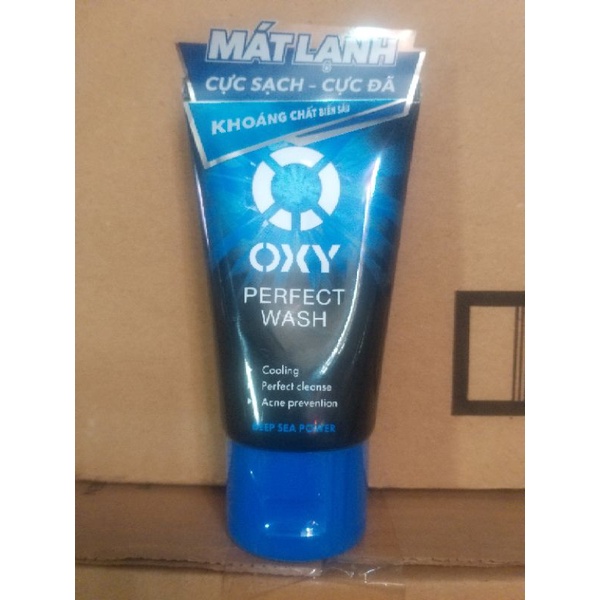 MÁT LẠNH
CỰC SẠCH - CỰC ĐÃ
KHOÁNG CHẤT BIỂN SÂU
OXY
PERFECT
WASH
Cooling
Perfect cleanse
Acne prevention
DEEP SEA POWER